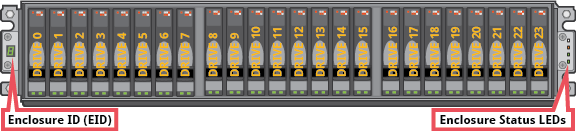 DRIVE 0
DRIVE 1
DRIVE 2
DRIVE 3
DRIVE 4
DRIVE 5
DRIVE 6
DRIVE 7
DRIVE 8
DRIVE 9
DRIVE 10
DRIVE 11
DRIVE 12
DRIVE 13
DRIVE 14
DRIVE 15
DRIVE 16
DRIVE 17
DRIVE 18
DRIVE 19
DRIVE 20
DRIVE 21
DRIVE 22
DRIVE 23
Enclosure ID (EID)
Enclosure Status LEDs